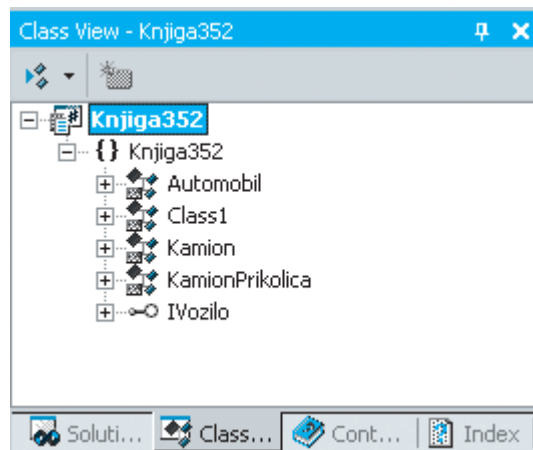 Class View - Knjiga352
Knjiga352
{} Knjiga352
Automobil
Class1
Kamion
KamionPrikolica
IVozilo
Soluti... Class... Cont... Index